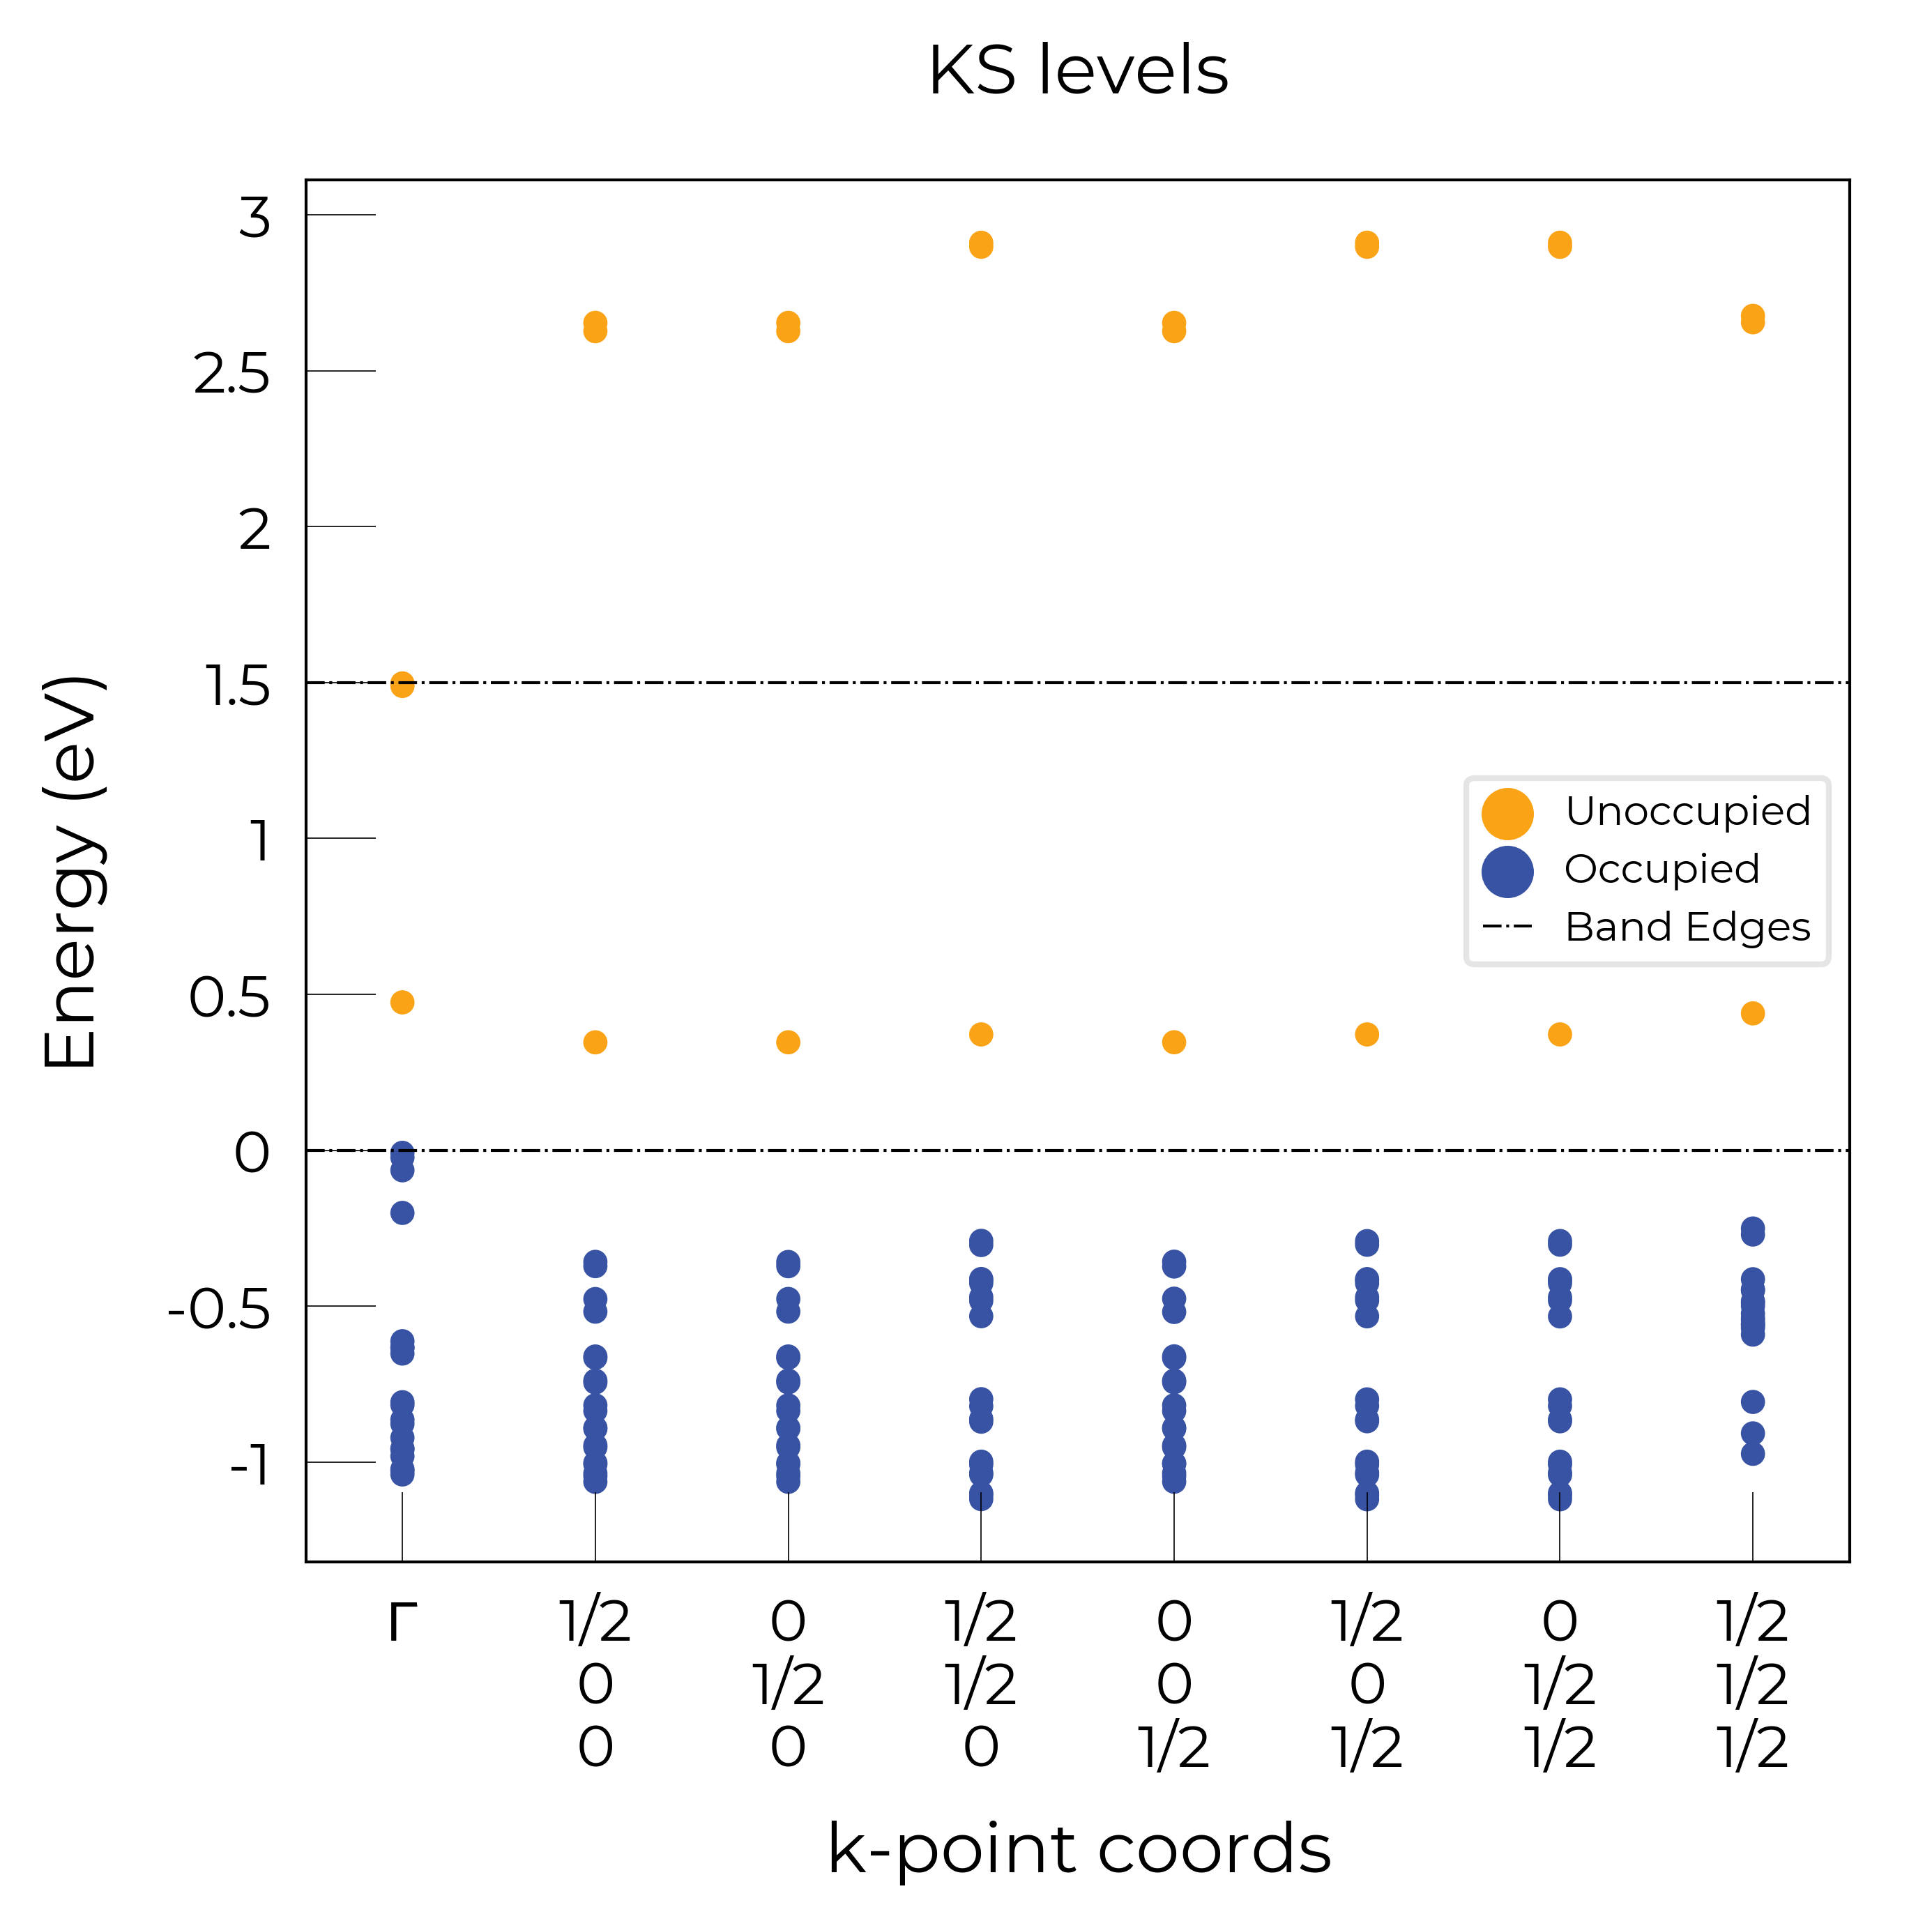 KS levels
Energy (eV)
3
2.5
2
1.5
1
0.5
0
-0.5
-1
Unoccupied
Occupied
Band Edges
Γ 1/2 0 1/2 0 1/2 0 1/2
0 1/2 1/2 0 0 1/2 1/2
0 0 0 1/2 1/2 1/2 1/2
k-point coords